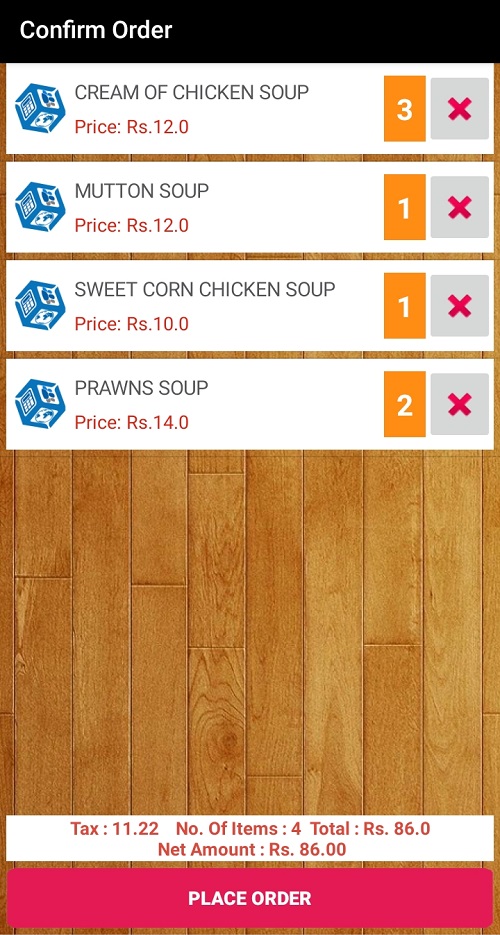 Confirm Order
CREAM OF CHICKEN SOUP
Price: Rs.12.0
3
MUTTON SOUP
Price: Rs.12.0
1
SWEET CORN CHICKEN SOUP
Price: Rs.10.0
1
PRAWNS SOUP
Price: Rs.14.0
2
Tax : 11.22 No. Of Items : 4 Total : Rs. 86.0
Net Amount : Rs. 86.00
PLACE ORDER